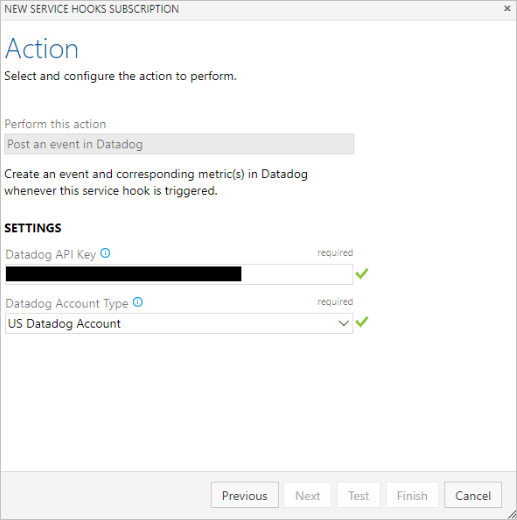 NEW SERVICE HOOKS SUBSCRIPTION
Action
Select and configure the action to perform.
Perform this action
Post an event in Datadog
Create an event and corresponding metric(s) in Datadog
whenever this service hook is triggered.
SETTINGS
Datadog API Key required
Datadog Account Type required
US Datadog Account
Previous Next Test Finish Cancel